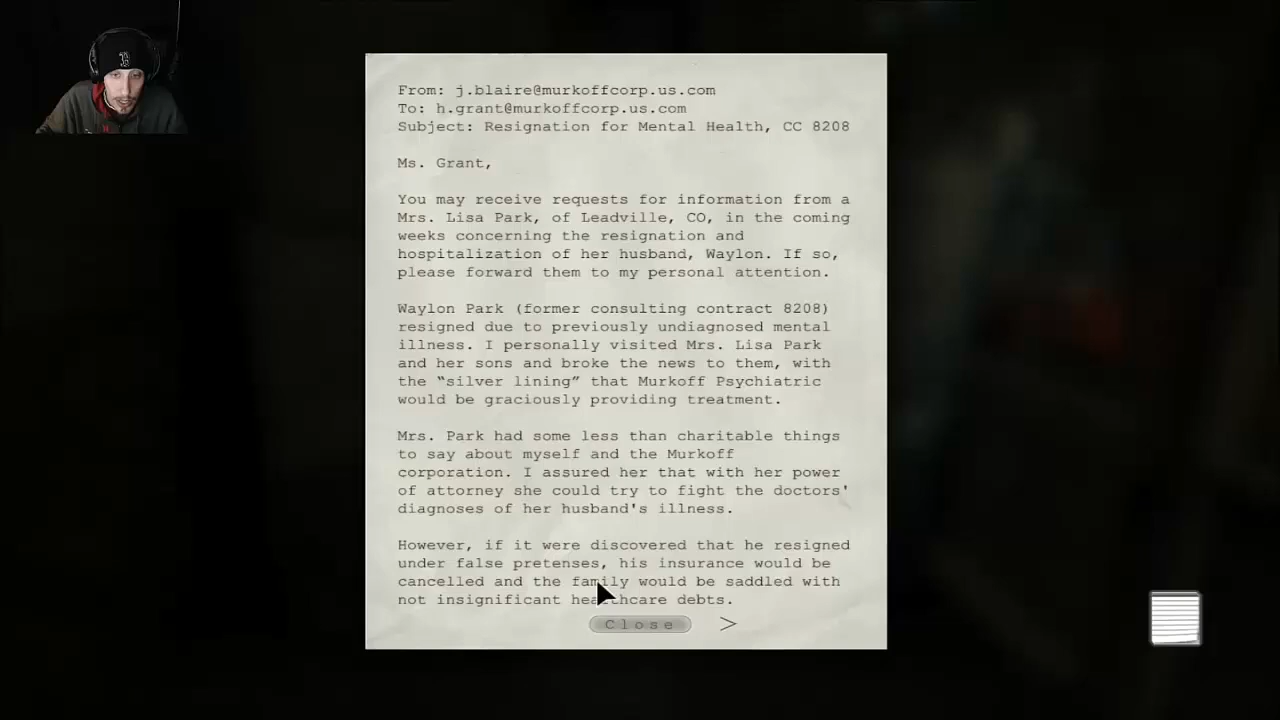 From: j.blaire@murkoffcorp.us.com
To: h.grant@murkoffcorp.us.com
Subject: Resignation for Mental Health, CC 8208
Ms. Grant,
You may receive requests for information from a
Mrs. Lisa Park, of Leadville, CO, in the coming
weeks concerning the resignation and
hospitalization of her husband, Waylon. If so,
please forward them to my personal attention.
Waylon Park (former consulting contract 8208)
resigned due to previously undiagnosed mental
illness. I personally visited Mrs. Lisa Park
and her sons and broke the news to them, with
the “silver lining” that Murkoff Psychiatric
would be graciously providing treatment.
Mrs. Park had some less than charitable things
to say about myself and the Murkoff
corporation. I assured her that with her power
of attorney she could try to fight the doctors'
diagnoses of her husband's illness.
However, if it were discovered that he resigned
under false pretenses, his insurance would be
cancelled and the family would be saddled with
not insignificant healthcare debts.
Close >